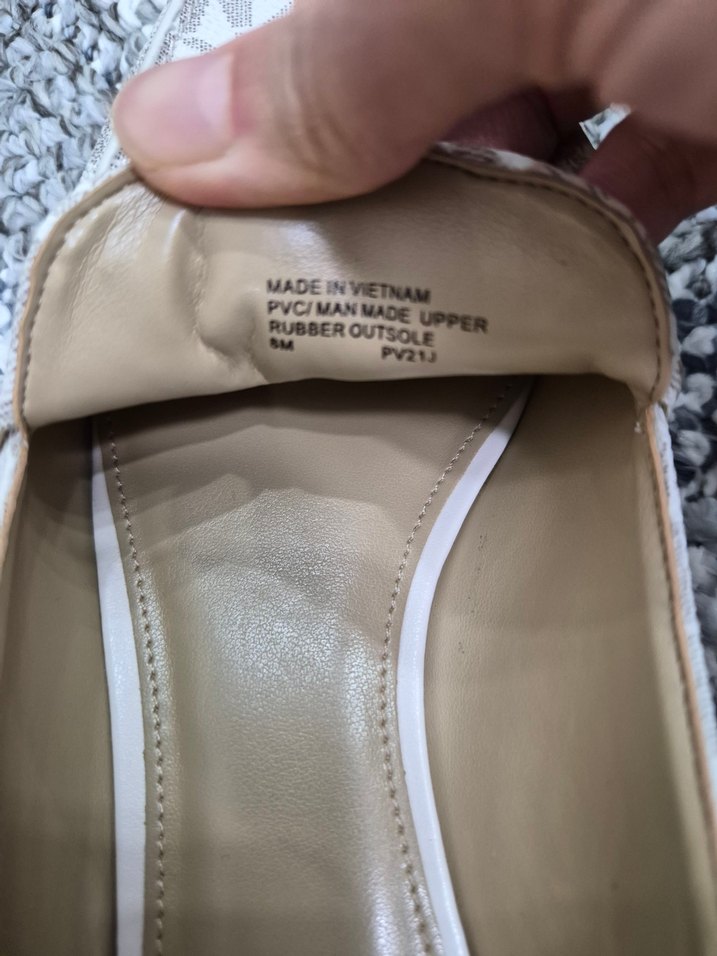 MADE IN VIETNAM
PVC/ MAN MADE UPPER
RUBBER OUTSOLE
8M PV21J